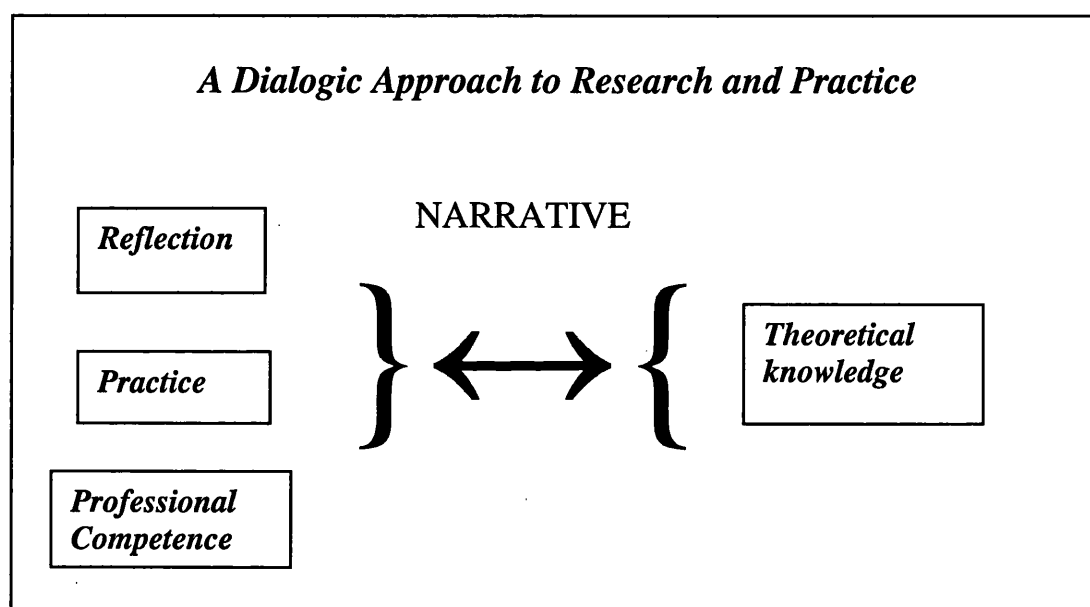 A Dialogic Approach to Research and Practice
NARRATIVE
Reflection
Practice
Professional
Competence
Theoretical
knowledge